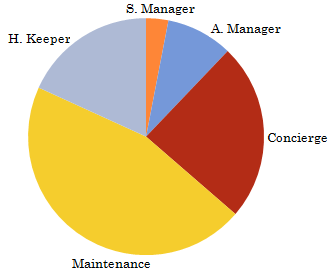 S. Manager
A. Manager
H. Keeper
Concierge
Maintenance